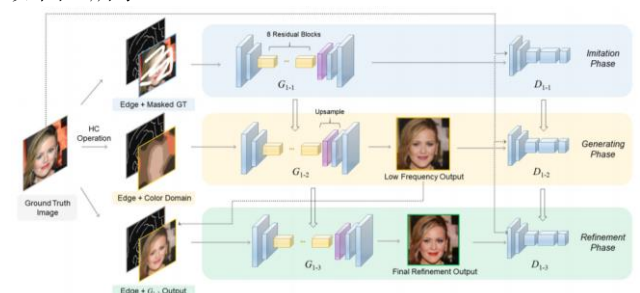 8 Residual Blocks
Imitation
Phase
G1-1
D1-1
Edge + Masked GT
HC
Operation
Upsample
Generating
Phase
G1-2
D1-2
Low Frequency Output
Ground Truth
Image
Edge + Color Domain
Refinement
Phase
G1-3
D1-3
Final Refinement Output
Output